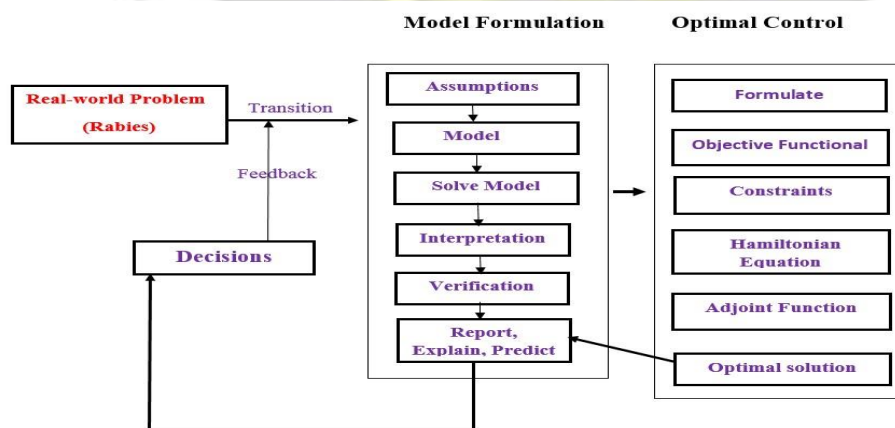 Model Formulation
Optimal Control
Real-world Problem
(Rabies)
Transition
Feedback
Decisions
Assumptions
Model
Solve Model
Interpretation
Verification
Report,
Explain, Predict
Formulate
Objective Functional
Constraints
Hamiltonian
Equation
Adjoint Function
Optimal solution